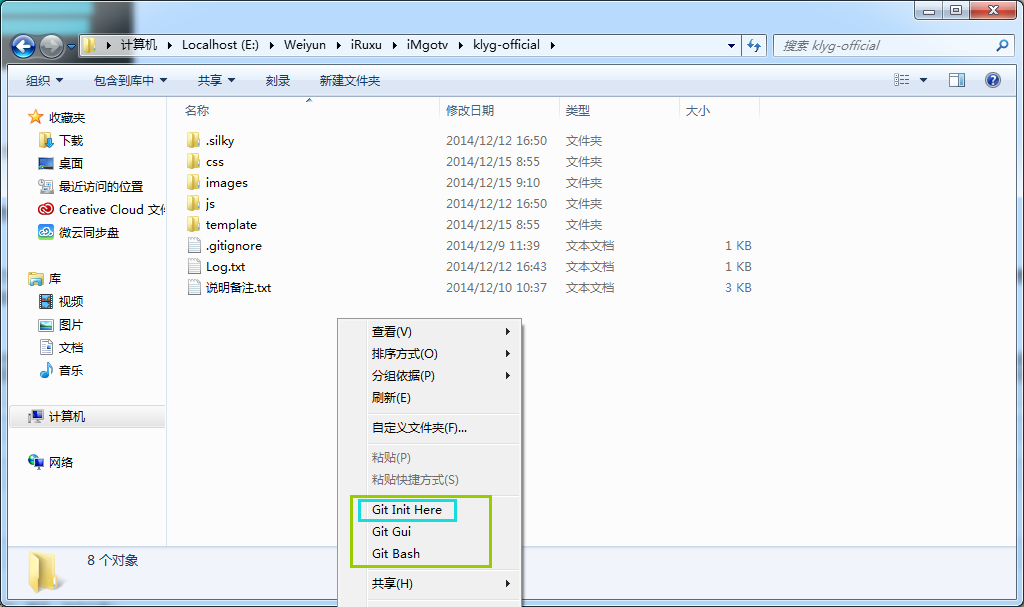 计算机 Localhost (E:) Weiyun iRuxu iMgotv klyg-official
搜索 klyg-official
组织 包含到库中 共享 刻录 新建文件夹
收藏夹
下载
桌面
最近访问的位置
Creative Cloud 文件
微云同步盘
库
视频
图片
文档
音乐
计算机
网络
名称 修改日期 类型 大小
.silky 2014/12/12 16:50 文件夹
css 2014/12/15 8:55 文件夹
images 2014/12/15 9:10 文件夹
js 2014/12/12 16:50 文件夹
template 2014/12/15 8:55 文件夹
.gitignore 2014/12/9 11:39 文本文档 1 KB
Log.txt 2014/12/12 16:43 文本文档 1 KB
说明备注.txt 2014/12/10 10:37 文本文档 3 KB
查看(V)
排序方式(O)
分组依据(P)
刷新(E)
自定义文件夹(F)...
粘贴(P)
粘贴快捷方式(S)
Git Init Here
Git Gui
Git Bash
共享(H)
8 个对象